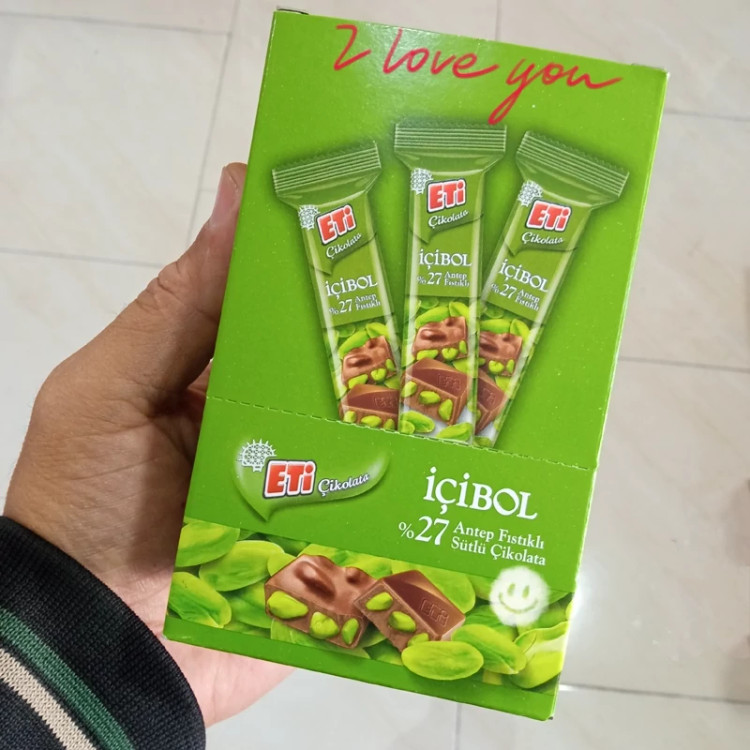 I love you
ETi
Çikolata
İÇİBOL
%27 Antep
Fıstıklı
ETi
Çikolata
İÇİBOL
%27 Antep
Fıstıklı
ETi
Çikolata
İÇİBOL
%27 Antep
Fıstıklı
ETi Çikolata
İÇİBOL
%27 Antep Fıstıklı
Sütlü Çikolata
ETi